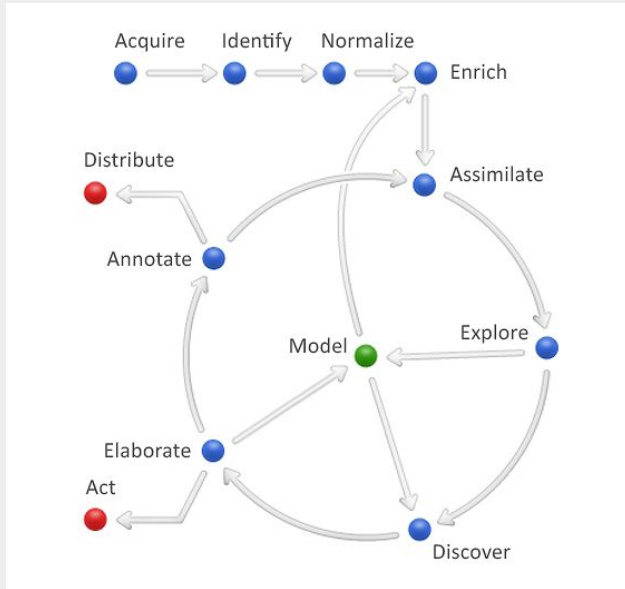 Acquire
Identify
Normalize
Enrich
Distribute
Assimilate
Annotate
Explore
Model
Elaborate
Act
Discover